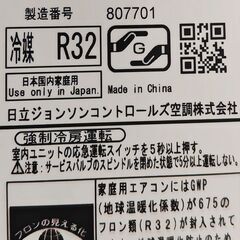 製造番号 807701
冷媒 R32
G
日本国内家庭用
Use only in Japan.
Made in China
日立ジョンソンコントロールズ空調株式会社
強制冷房運転
室内ユニットの応急運転スイッチを5秒以上押す。
注意：サービスバルブのスピンドルを閉めた状態で5分以上
さい。
フロンの見える化
家庭用エアコンにはGWP
(地球温暖化係数)が675の
フロン類(R32)が封入されて